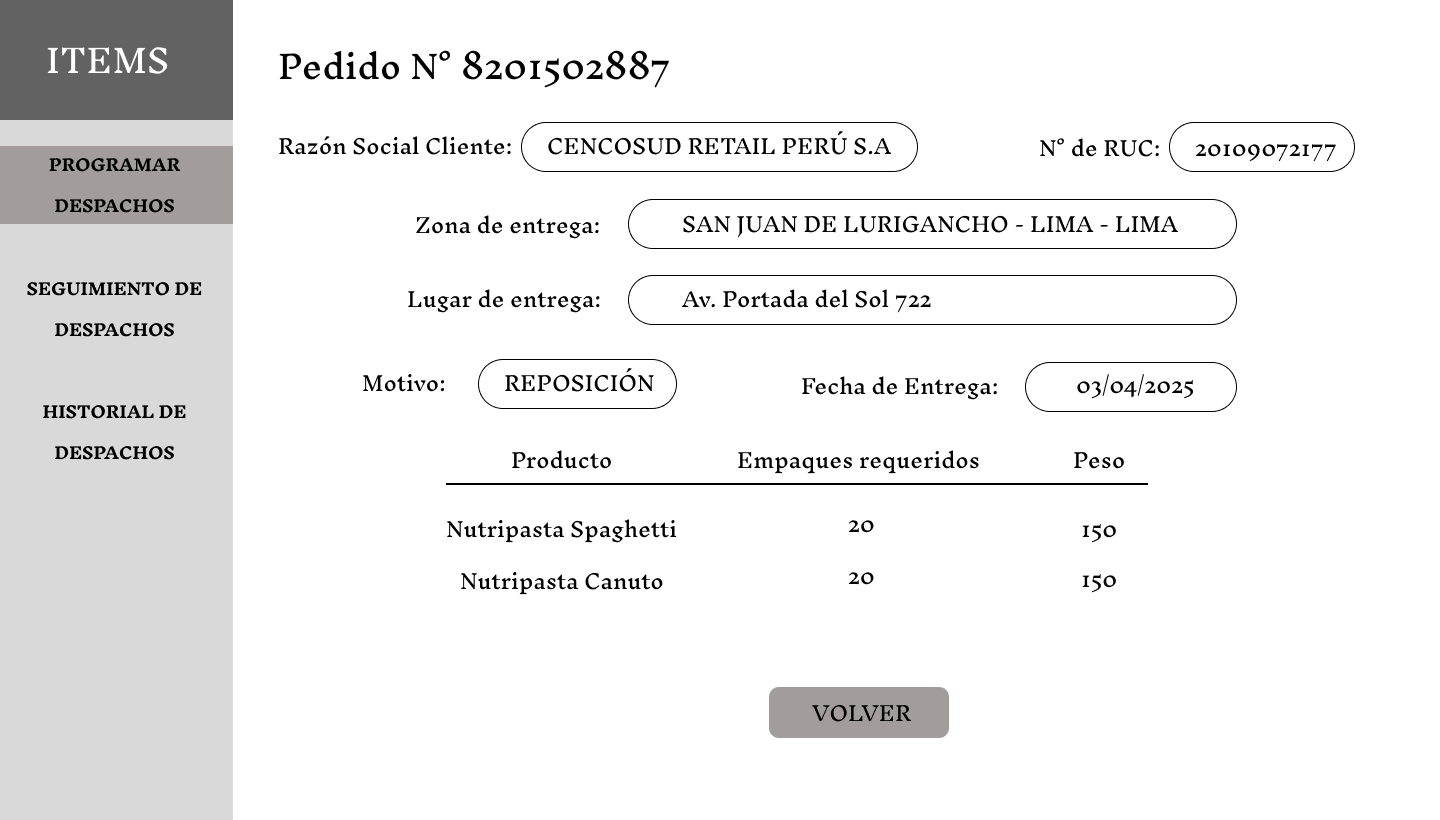 ITEMS
PROGRAMAR
DESPACHOS
SEGUIMIENTO DE
DESPACHOS
HISTORIAL DE
DESPACHOS
Pedido N° 8201502887
Razón Social Cliente: CENCOSUD RETAIL PERÚ S.A N° de RUC: 20109072177
Zona de entrega: SAN JUAN DE LURIGANCHO - LIMA - LIMA
Lugar de entrega: Av. Portada del Sol 722
Motivo: REPOSICIÓN Fecha de Entrega: 03/04/2025
Producto Empaques requeridos Peso
Nutripasta Spaghetti 20 150
Nutripasta Canuto 20 150
VOLVER